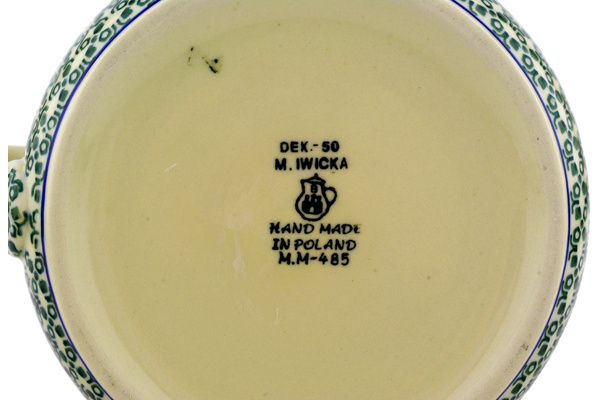 DEK.-50
M. IWICKA
B
HAND MADE
IN POLAND
M.M-485